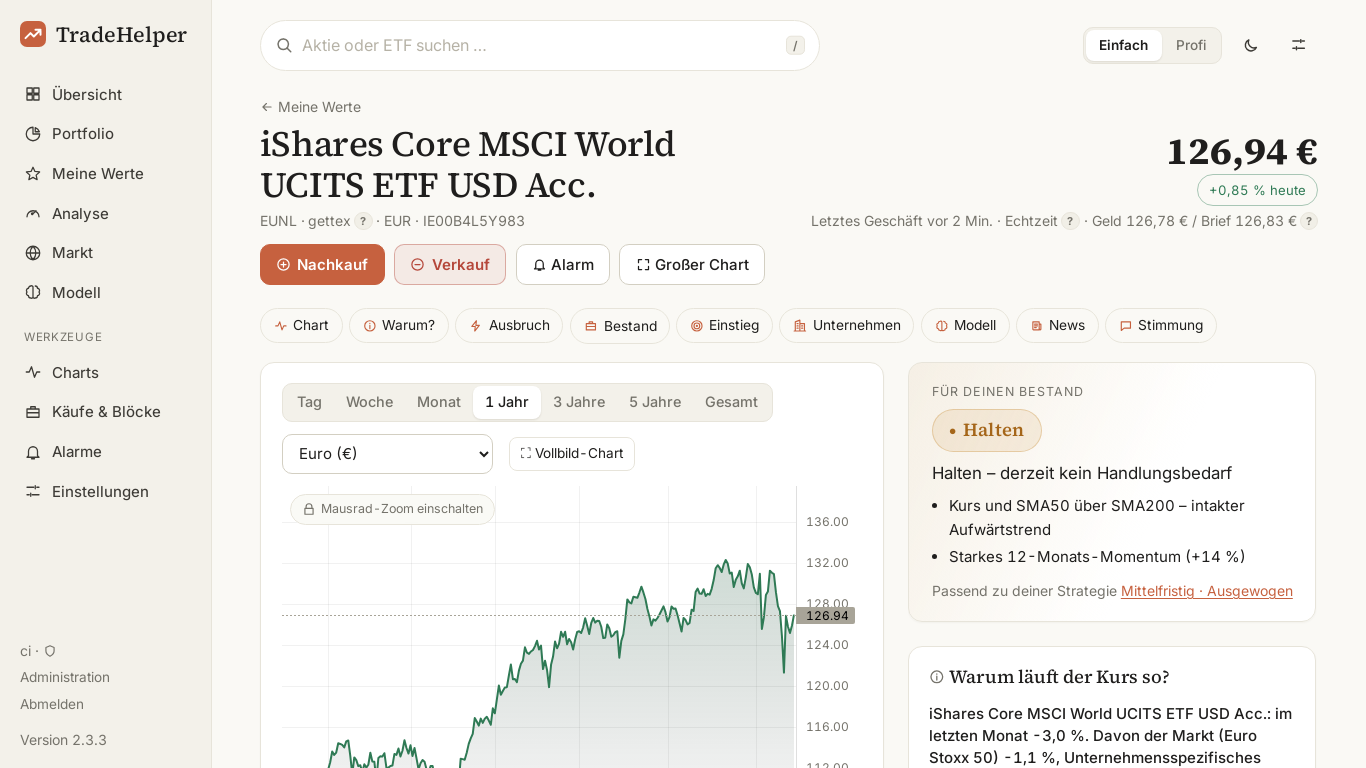 TradeHelper
Aktie oder ETF suchen …
/
Einfach
Profi
Übersicht
Portfolio
Meine Werte
Analyse
Markt
Modell
WERKZEUGE
Charts
Käufe & Blöcke
Alarme
Einstellungen
ci ·
Administration
Abmelden
Version 2.3.3
← Meine Werte
iShares Core MSCI World
UCITS ETF USD Acc.
126,94 €
+0,85 % heute
EUNL · gettex ? · EUR · IE00B4L5Y983
Letztes Geschäft vor 2 Min. · Echtzeit ? · Geld 126,78 € / Brief 126,83 € ?
Nachkauf
Verkauf
Alarm
Großer Chart
Chart
Warum?
Ausbruch
Bestand
Einstieg
Unternehmen
Modell
News
Stimmung
Tag
Woche
Monat
1 Jahr
3 Jahre
5 Jahre
Gesamt
Euro (€)
Vollbild-Chart
Mausrad-Zoom einschalten
136.00
132.00
128.00
126.94
124.00
120.00
116.00
112.00
FÜR DEINEN BESTAND
• Halten
Halten – derzeit kein Handlungsbedarf
• Kurs und SMA50 über SMA200 – intakter
Aufwärtstrend
• Starkes 12-Monats-Momentum (+14 %)
Passend zu deiner Strategie Mittelfristig · Ausgewogen
Warum läuft der Kurs so?
iShares Core MSCI World UCITS ETF USD Acc.: im
letzten Monat -3,0 %. Davon der Markt (Euro
Stoxx 50) -1,1 %, Unternehmensspezifisches